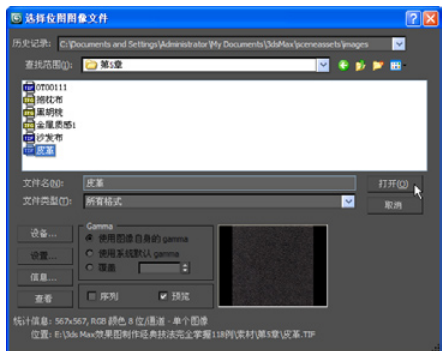 选择位图图像文件
历史记录: C:\Documents and Settings\Administrator\My Documents\3dsMax\sceneassets\images
查找范围(I): 第5章
0T00111
抱枕布
黑胡桃
金属质感1
沙发布
皮革
文件名(N): 皮革 打开(O)
文件类型(T): 所有格式 取消
设备...
设置...
信息...
查看
Gamma
使用图像自身的 gamma
使用系统默认 gamma
覆盖
序列 预览
统计信息: 567x567, RGB 颜色 8 位/通道 - 单个图像
位置: E:\3ds Max效果图制作经典技法完全掌握118例\素材\第5章\皮革.TIF